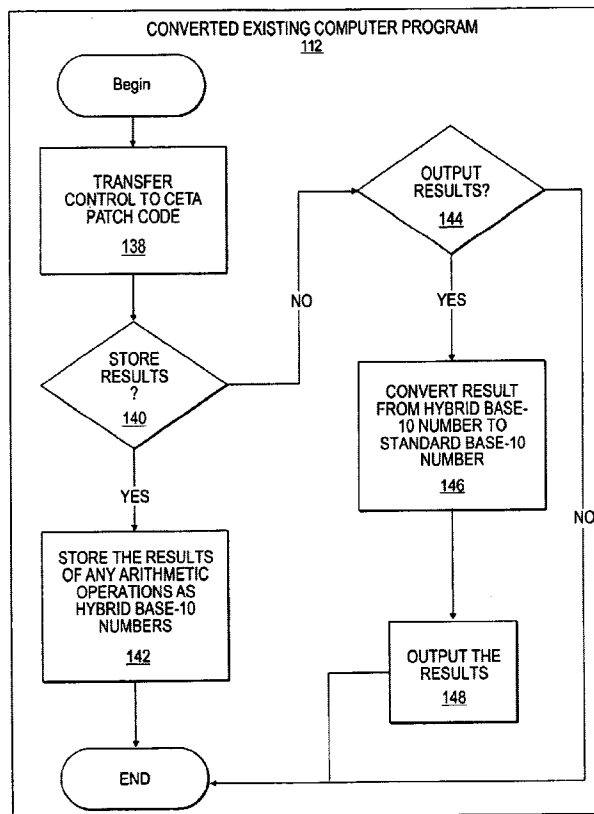 CONVERTED EXISTING COMPUTER PROGRAM
112
Begin
TRANSFER
CONTROL TO CETA
PATCH CODE
138
STORE
RESULTS
?
140
YES
NO
STORE THE RESULTS
OF ANY ARITHMETIC
OPERATIONS AS
HYBRID BASE-10
NUMBERS
142
END
OUTPUT
RESULTS?
144
YES
NO
CONVERT RESULT
FROM HYBRID BASE-
10 NUMBER TO
STANDARD BASE-10
NUMBER
146
OUTPUT THE
RESULTS
148